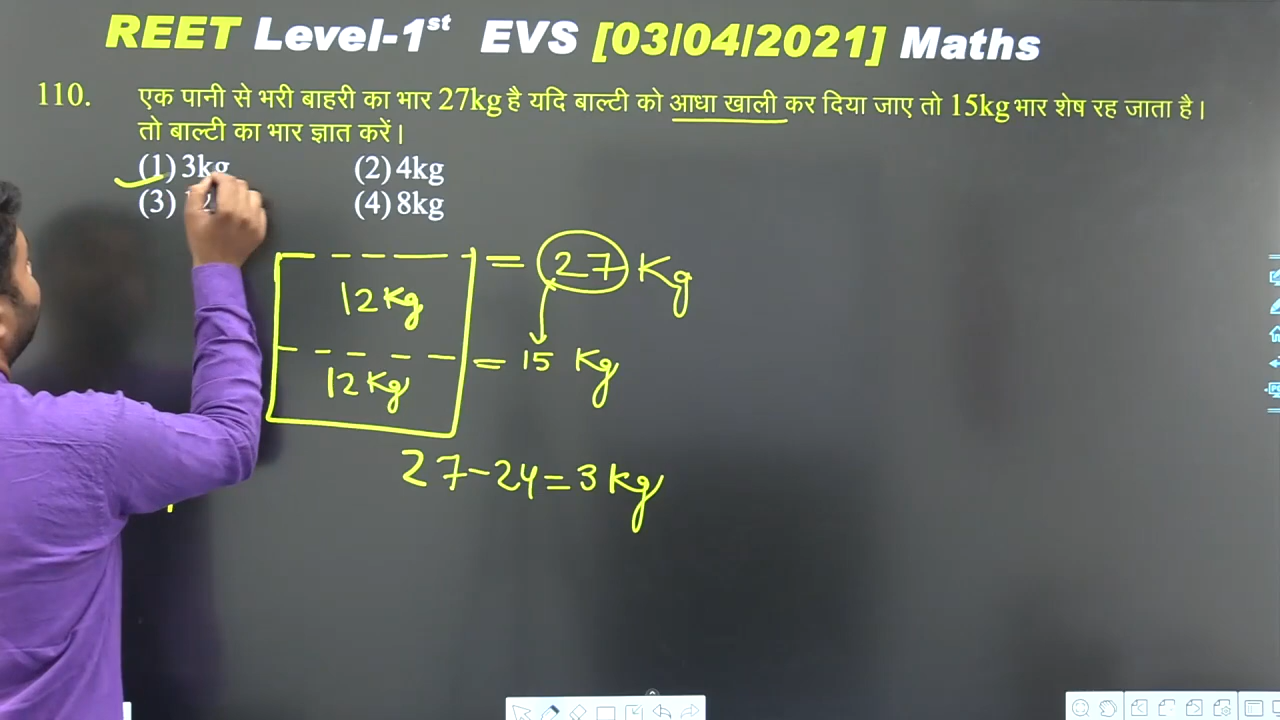 REET Level-1st EVS [03/04/2021] Maths
110. एक पानी से भरी बाहरी का भार 27kg है यदि बाल्टी को आधा खाली कर दिया जाए तो 15kg भार शेष रह जाता है।
तो बाल्टी का भार ज्ञात करें।
(1) 3kg (2) 4kg
(3) (4) 8kg
= 27 Kg
12 Kg
= 15 Kg
12 Kg
27-24=3 kg